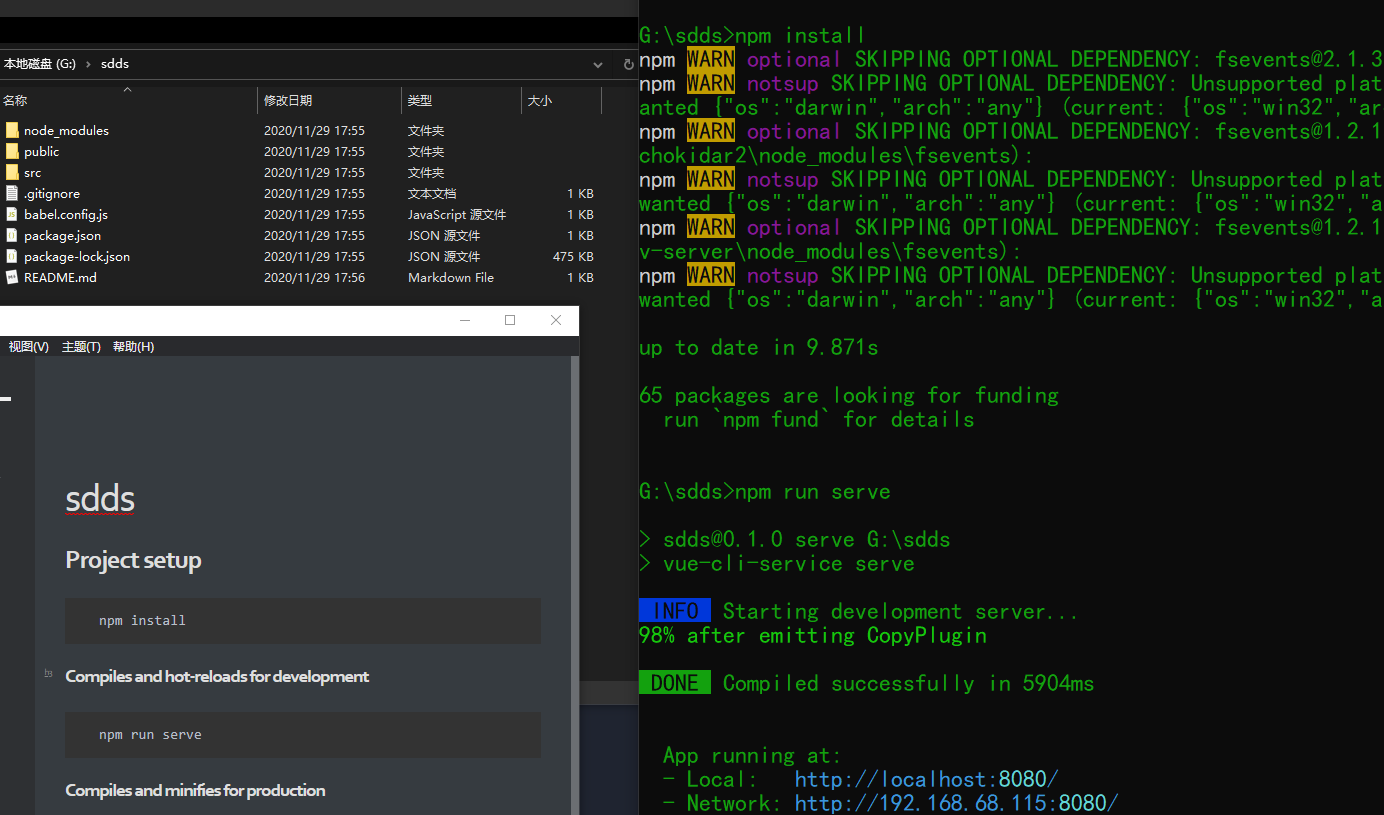 本地磁盘 (G:) › sdds
名称 修改日期 类型 大小
node_modules 2020/11/29 17:55 文件夹
public 2020/11/29 17:55 文件夹
src 2020/11/29 17:55 文件夹
.gitignore 2020/11/29 17:55 文本文档 1 KB
babel.config.js 2020/11/29 17:55 JavaScript 源文件 1 KB
package.json 2020/11/29 17:55 JSON 源文件 1 KB
package-lock.json 2020/11/29 17:55 JSON 源文件 475 KB
README.md 2020/11/29 17:56 Markdown File 1 KB
视图(V) 主题(T) 帮助(H)
sdds
Project setup
npm install
h3 Compiles and hot-reloads for development
npm run serve
Compiles and minifies for production
G:\sdds>npm install
npm WARN optional SKIPPING OPTIONAL DEPENDENCY: fsevents@2.1.3
npm WARN notsup SKIPPING OPTIONAL DEPENDENCY: Unsupported plat
anted {"os":"darwin","arch":"any"} (current: {"os":"win32","ar
npm WARN optional SKIPPING OPTIONAL DEPENDENCY: fsevents@1.2.1
chokidar2\node_modules\fsevents):
npm WARN notsup SKIPPING OPTIONAL DEPENDENCY: Unsupported plat
wanted {"os":"darwin","arch":"any"} (current: {"os":"win32","a
npm WARN optional SKIPPING OPTIONAL DEPENDENCY: fsevents@1.2.1
v-server\node_modules\fsevents):
npm WARN notsup SKIPPING OPTIONAL DEPENDENCY: Unsupported plat
wanted {"os":"darwin","arch":"any"} (current: {"os":"win32","a
up to date in 9.871s
65 packages are looking for funding
run `npm fund` for details
G:\sdds>npm run serve
> sdds@0.1.0 serve G:\sdds
> vue-cli-service serve
INFO Starting development server...
98% after emitting CopyPlugin
DONE Compiled successfully in 5904ms
App running at:
- Local: http://localhost:8080/
- Network: http://192.168.68.115:8080/